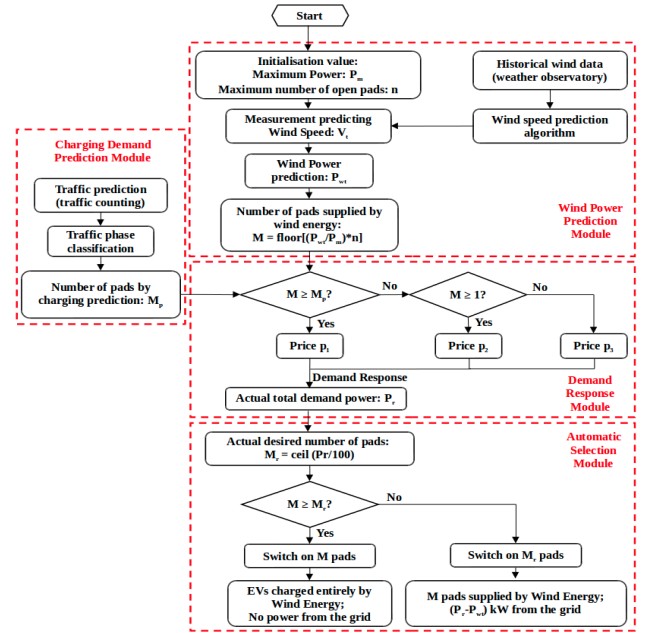 Start
Initialisation value:
Maximum Power: Pm
Maximum number of open pads: n
Historical wind data
(weather observatory)
Measurement predicting
Wind Speed: Vt
Wind speed prediction
algorithm
Wind Power
prediction: Pwt
Number of pads supplied by
wind energy:
M = floor[(Pwt/Pm)*n]
Wind Power
Prediction
Module
Charging Demand
Prediction Module
Traffic prediction
(traffic counting)
Traffic phase
classification
Number of pads by
charging prediction: Mp
M ≥ Mp?
No
M ≥ 1?
No
Yes
Yes
Price p1
Price p2
Price p3
Demand Response
Actual total demand power: Pr
Demand
Response
Module
Actual desired number of pads:
Mr = ceil (Pr/100)
Automatic
Selection
Module
M ≥ Mr?
No
Yes
Switch on M pads
Switch on Mr pads
EVs charged entirely by
Wind Energy;
No power from the grid
M pads supplied by Wind Energy;
(Pr-Pwt) kW from the grid